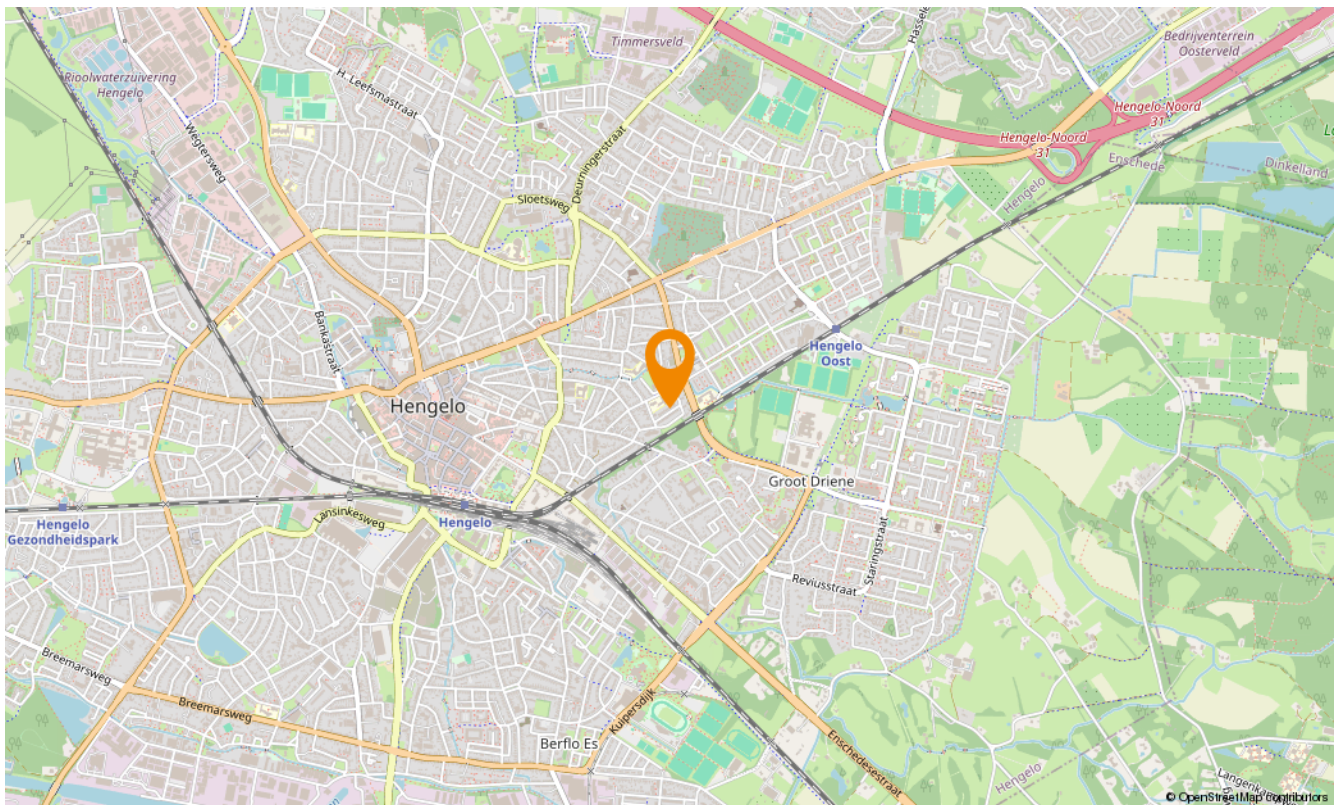 Timmersveld
Hassele
Bedrijventerrein
Oosterveld
Rioolwaterzuivering
Hengelo
H. Leefsmastraat
Hengelo-Noord
31
Hengelo-Noord
31
Wegtersweg
Deurningerstraat
Enschede
Dinkelland
Hengelo
Sloetsweg
Bankastraat
Hengelo
Oost
Hengelo
Groot Driene
Hengelo
Gezondheidspark
Lansinkesweg
Hengelo
Staringstraat
Reviusstraat
Breemarsweg
Breemarsweg
Kuipersdijk
Berflo Es
Enschedesestraat
Hengelo
© OpenStreetMap contributors